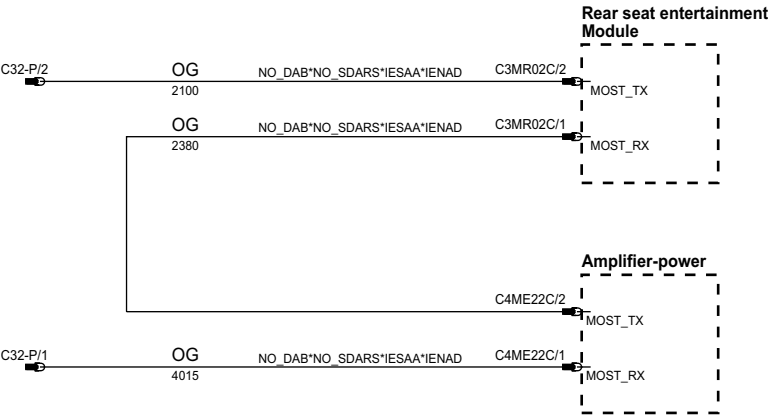 Rear seat entertainment
Module
C32-P/2
OG
NO_DAB*NO_SDARS*IESAA*IENAD
C3MR02C/2
2100
MOST_TX
OG
NO_DAB*NO_SDARS*IESAA*IENAD
C3MR02C/1
2380
MOST_RX
Amplifier-power
C4ME22C/2
MOST_TX
C32-P/1
OG
NO_DAB*NO_SDARS*IESAA*IENAD
C4ME22C/1
4015
MOST_RX